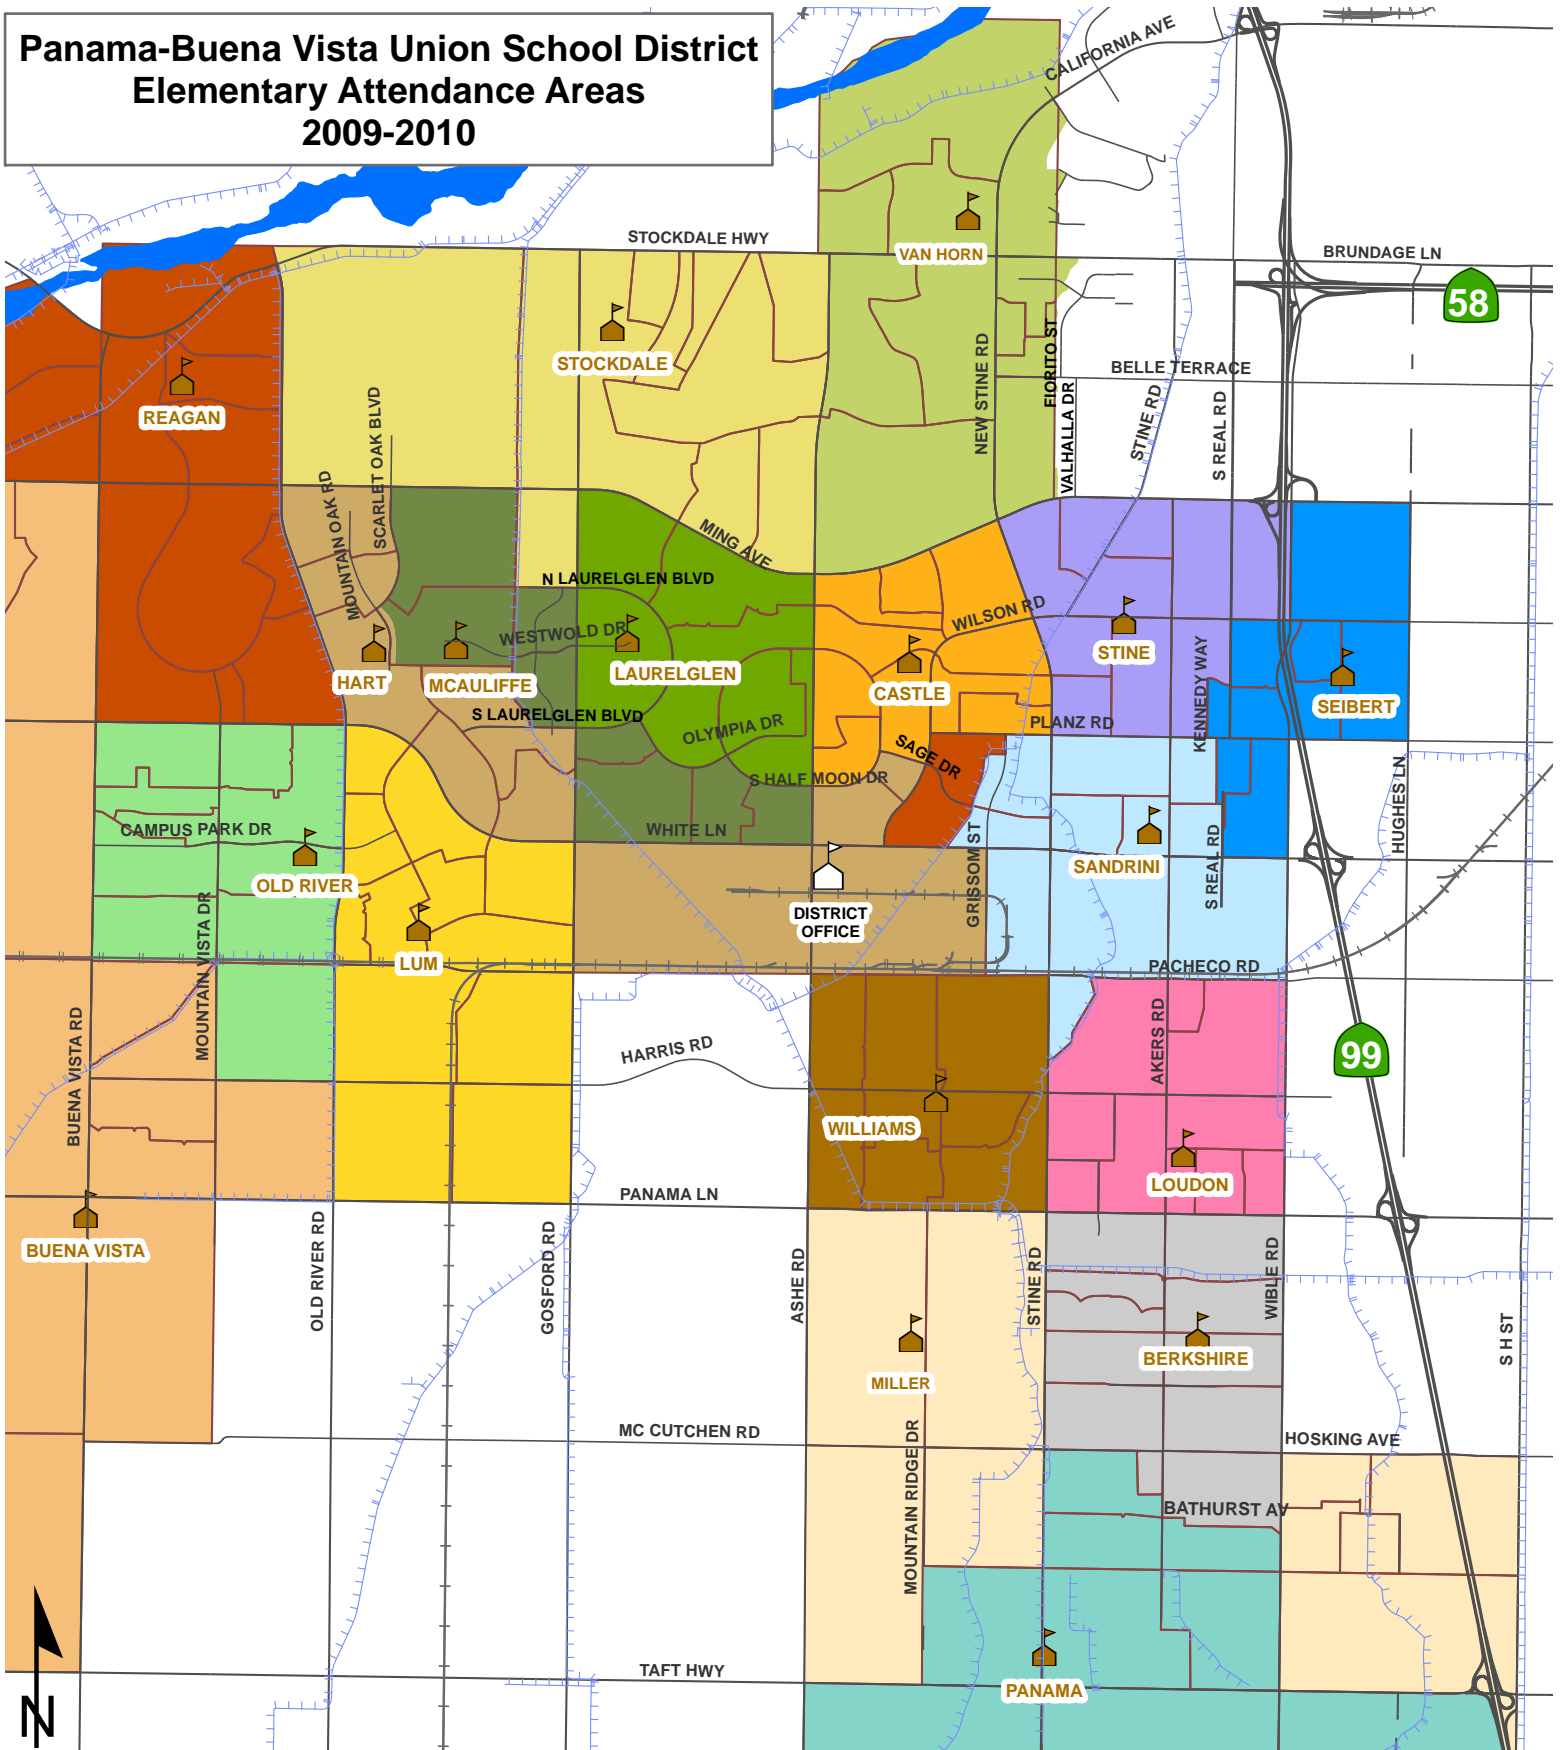 Panama-Buena Vista Union School District
Elementary Attendance Areas
2009-2010
CALIFORNIA AVE
STOCKDALE HWY
VAN HORN
BRUNDAGE LN
58
STOCKDALE
FIORITO ST
NEW STINE RD
BELLE TERRACE
REAGAN
SCARLET OAK BLVD
VALHALLA DR
STINE RD
S REAL RD
MOUNTAIN OAK RD
MING AVE
N LAURELGLEN BLVD
WILSON RD
WESTWOLD DR
STINE
KENNEDY WAY
HART
MCAULIFFE
LAURELGLEN
CASTLE
SEIBERT
S LAURELGLEN BLVD
OLYMPIA DR
PLANZ RD
SAGE DR
S HALF MOON DR
HUGHES LN
CAMPUS PARK DR
WHITE LN
GRISSOM ST
SANDRINI
S REAL RD
OLD RIVER
MOUNTAIN VISTA DR
DISTRICT
OFFICE
LUM
PACHECO RD
BUENA VISTA RD
HARRIS RD
AKERS RD
99
WILLIAMS
LOUDON
PANAMA LN
BUENA VISTA
OLD RIVER RD
GOSFORD RD
ASHE RD
STINE RD
WIBLE RD
S H ST
BERKSHIRE
MILLER
MC CUTCHEN RD
HOSKING AVE
MOUNTAIN RIDGE DR
BATHURST AV
TAFT HWY
PANAMA
N